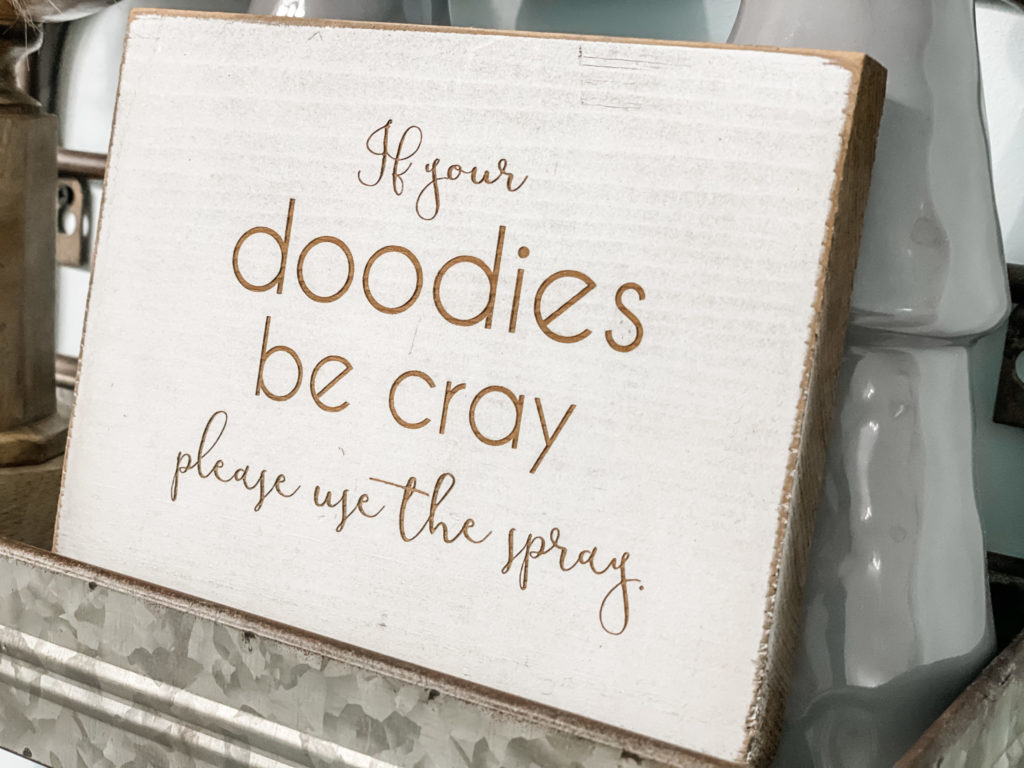 If your
doodies
be cray
please use the spray.